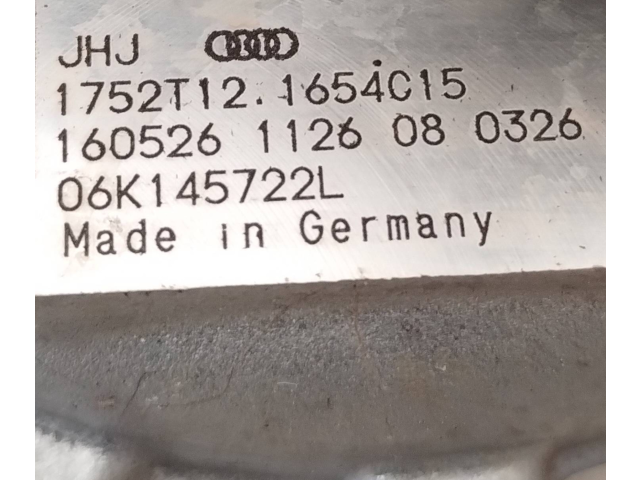 JHJ
1752T12.1654C15
160526 1126 08 0326
06K145722L
Made in Germany